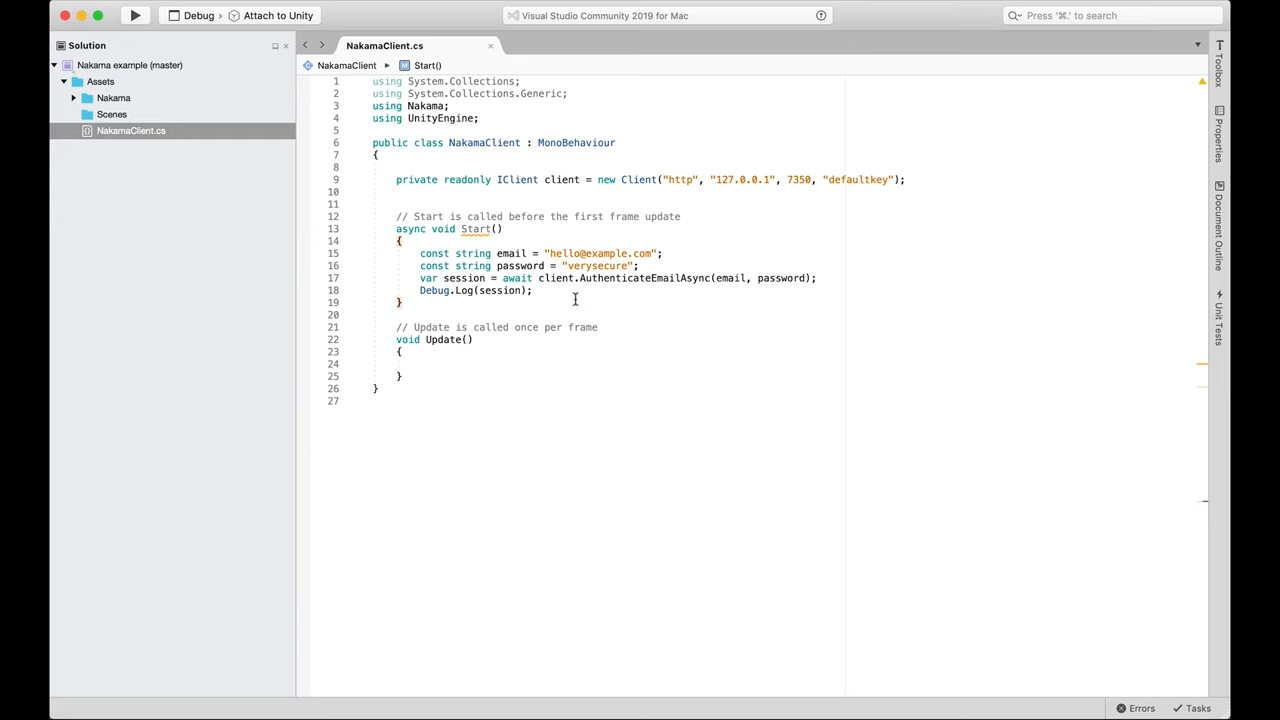 Debug › Attach to Unity
Visual Studio Community 2019 for Mac
Press '⌘.' to search
Solution
NakamaClient.cs
Nakama example (master)
Assets
Nakama
Scenes
NakamaClient.cs
NakamaClient ▸ Start()
1 using System.Collections;
2 using System.Collections.Generic;
3 using Nakama;
4 using UnityEngine;
5
6 public class NakamaClient : MonoBehaviour
7 {
8
9 private readonly IClient client = new Client("http", "127.0.0.1", 7350, "defaultkey");
10
11
12 // Start is called before the first frame update
13 async void Start()
14 {
15 const string email = "hello@example.com";
16 const string password = "verysecure";
17 var session = await client.AuthenticateEmailAsync(email, password);
18 Debug.Log(session);
19 }
20
21 // Update is called once per frame
22 void Update()
23 {
24
25 }
26 }
27
Toolbox
Properties
Document Outline
Unit Tests
Errors
Tasks